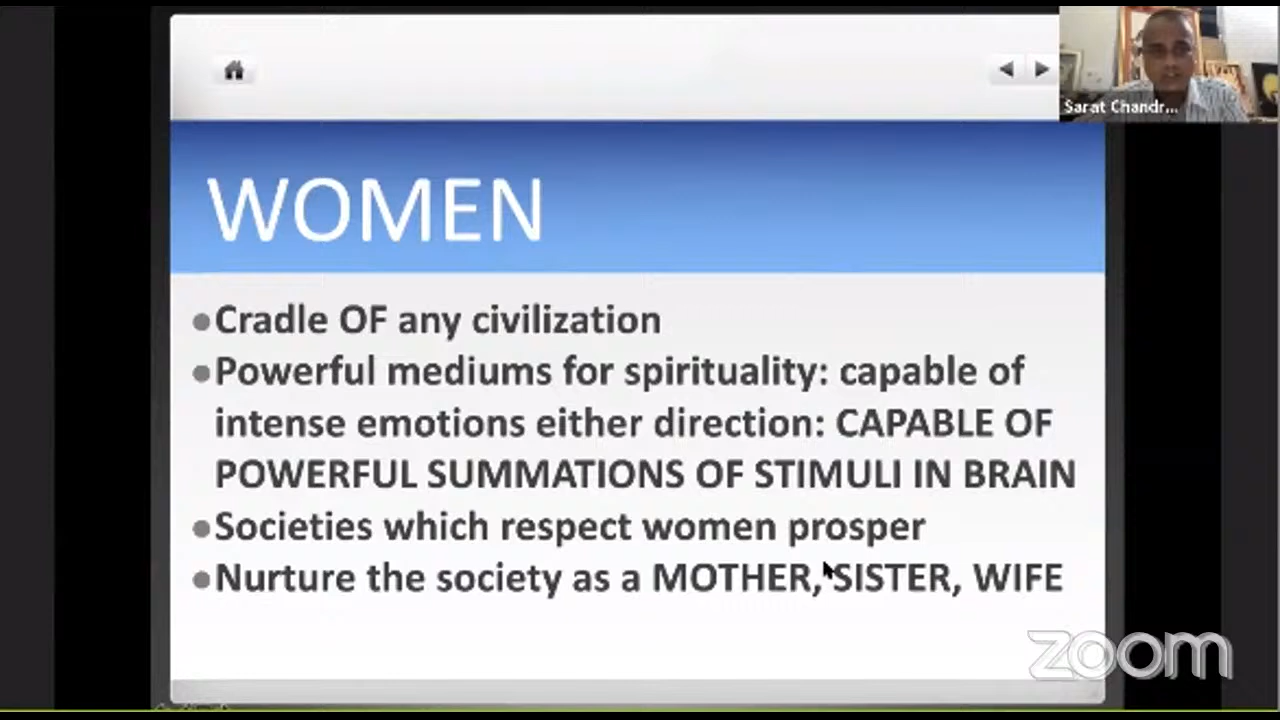 Sarat Chandr...
WOMEN
Cradle OF any civilization
Powerful mediums for spirituality: capable of
intense emotions either direction: CAPABLE OF
POWERFUL SUMMATIONS OF STIMULI IN BRAIN
Societies which respect women prosper
Nurture the society as a MOTHER, SISTER, WIFE
zoom